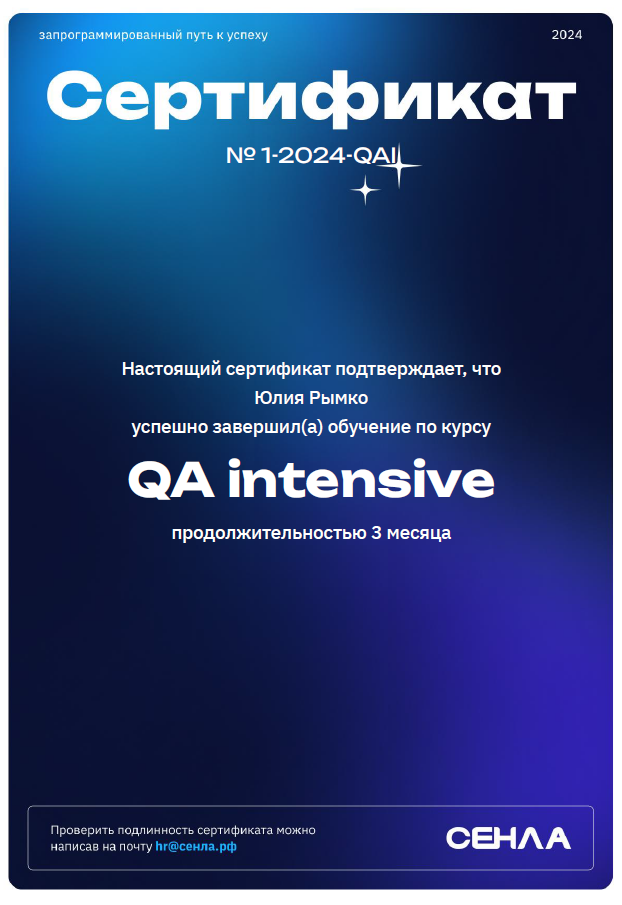 запрограммированный путь к успеху
2024
Сертификат
№ 1-2024-QAI
Настоящий сертификат подтверждает, что
Юлия Рымко
успешно завершил(а) обучение по курсу
QA intensive
продолжительностью 3 месяца
Проверить подлинность сертификата можно
написав на почту hr@сенла.рф
СЕНЛА